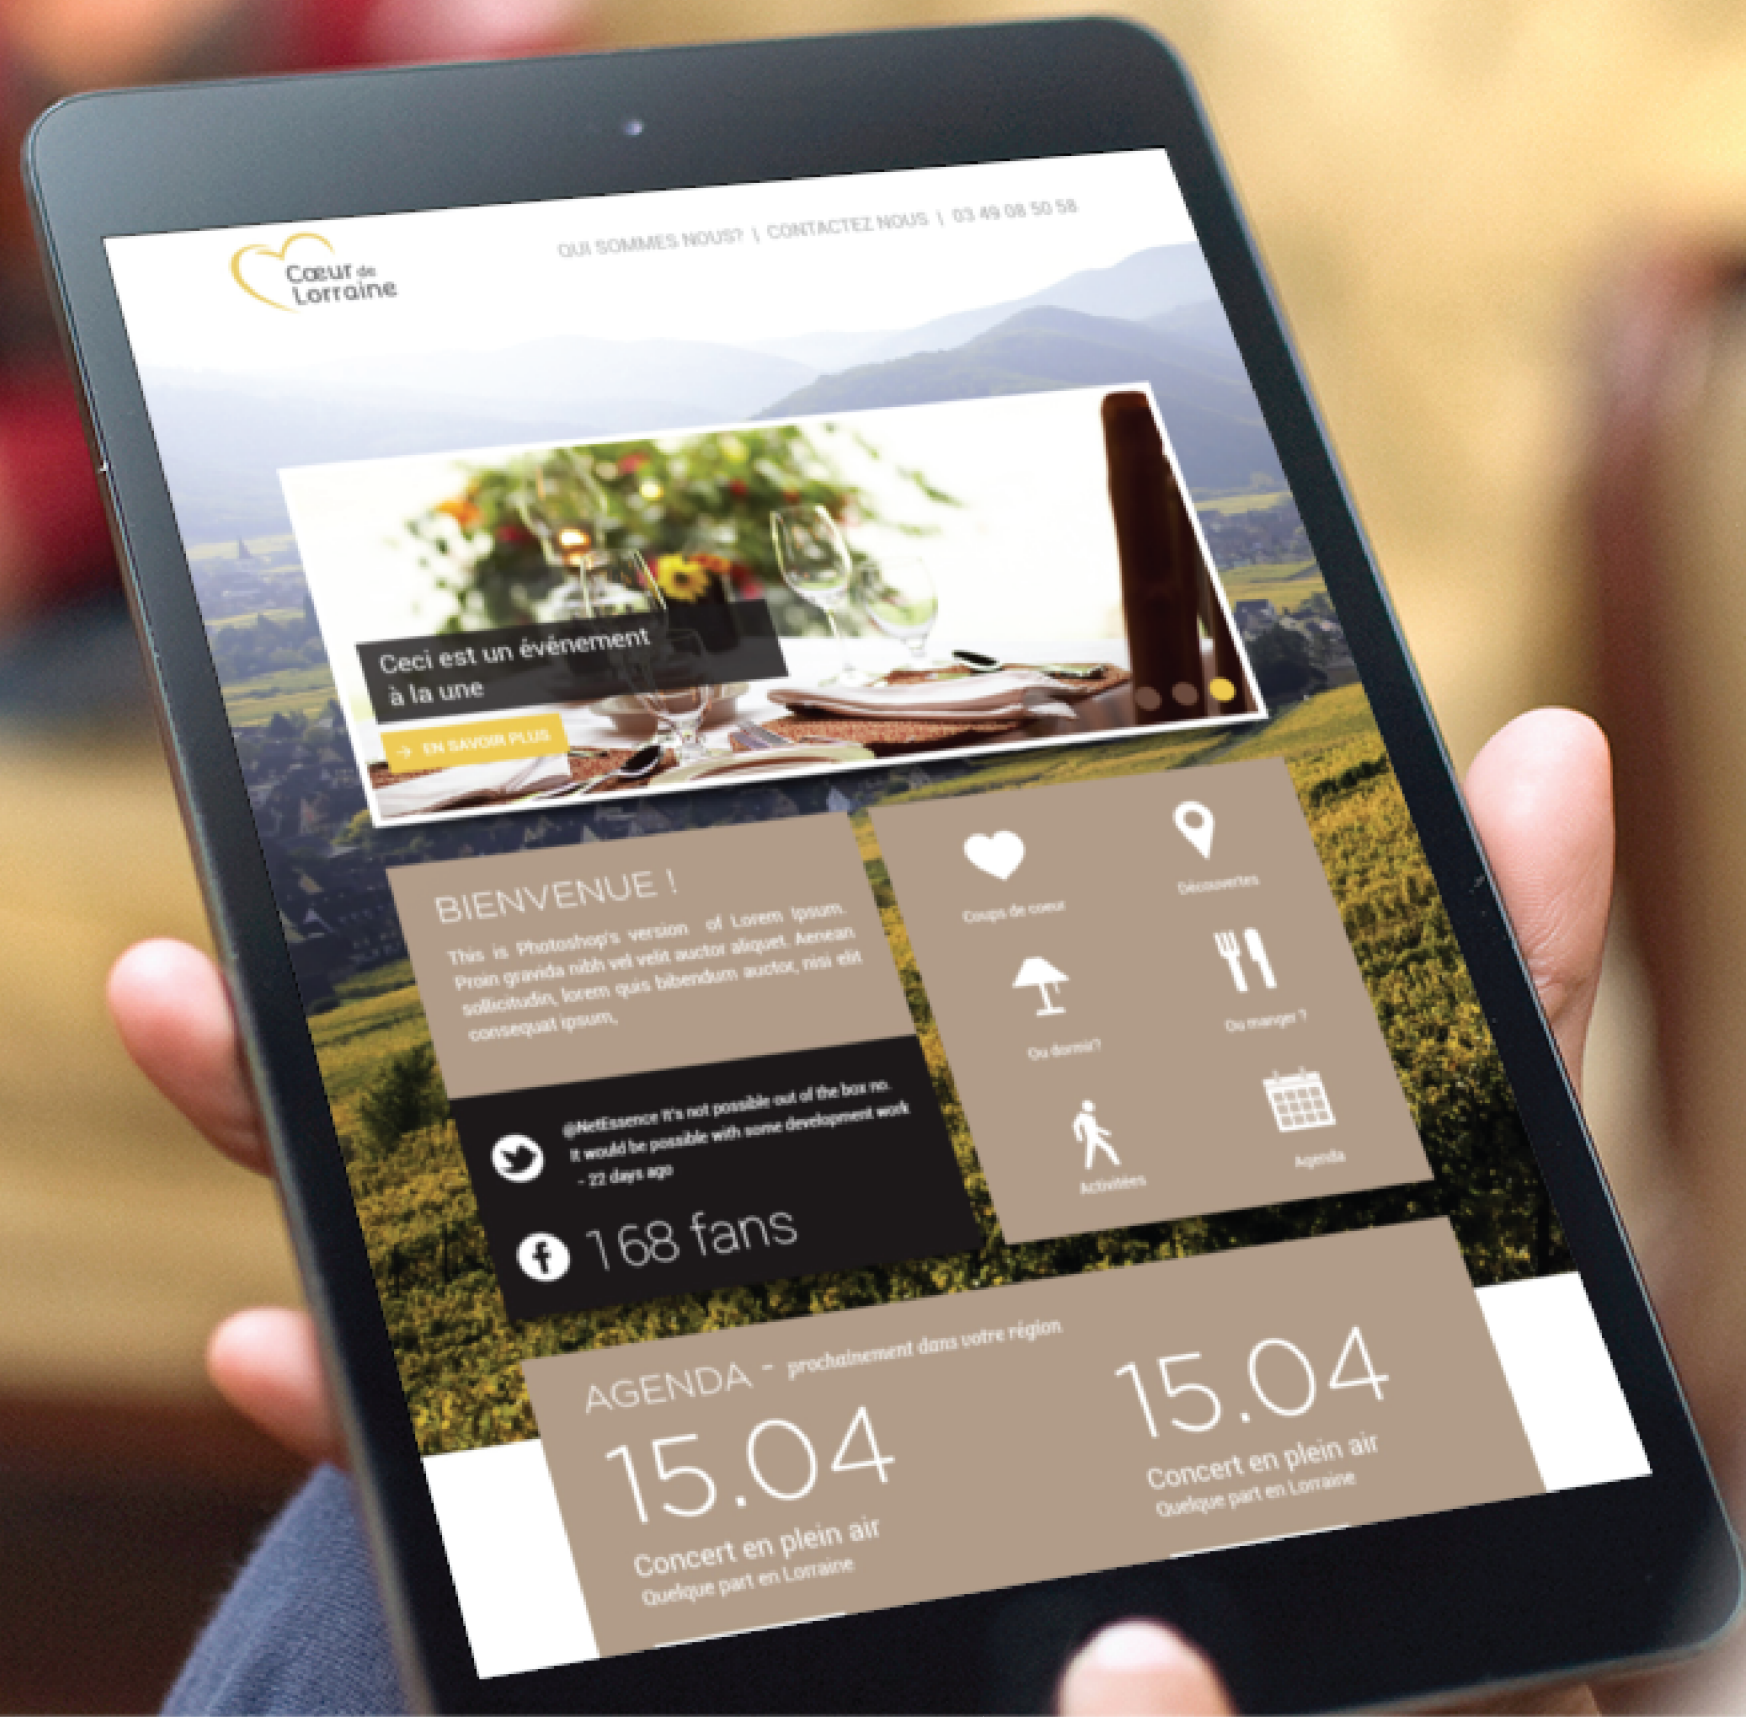 Cœur de
Lorraine
QUI SOMMES NOUS? | CONTACTEZ NOUS | 03 49 08 50 58
Ceci est un événement
à la une
→ EN SAVOIR PLUS
BIENVENUE !
This is Photoshop's version of Lorem Ipsum.
Proin gravida nibh vel velit auctor aliquet. Aenean
sollicitudin, lorem quis bibendum auctor, nisi elit
consequat ipsum,
@NetEssence It's not possible out of the box no.
It would be possible with some development work
- 22 days ago
168 fans
Coups de coeur
Découvertes
Ou dormir?
Ou manger ?
Activitées
Agenda
AGENDA - prochainement dans votre région
15.04
Concert en plein air
Quelque part en Lorraine
15.04
Concert en plein air
Quelque part en Lorraine